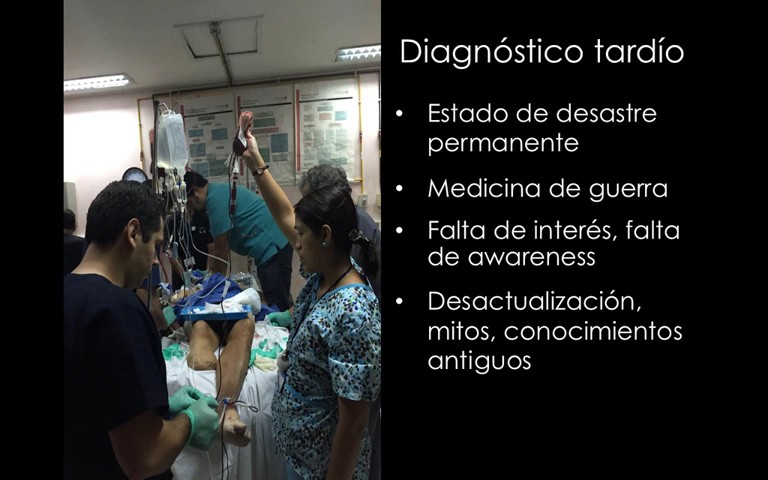 Diagnóstico tardío
• Estado de desastre
permanente
• Medicina de guerra
• Falta de interés, falta
de awareness
• Desactualización,
mitos, conocimientos
antiguos